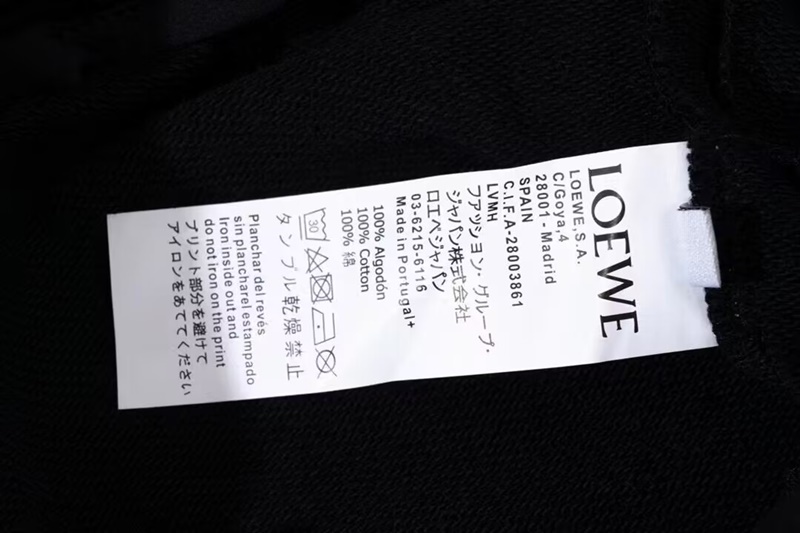 LOEWE
LOEWE,S.A.
C/Goya,4
28001-Madrid
SPAIN
C.I.F.A-28003861
LVMH
ファッション・グループ・
ジャパン株式会社
ロエベジャパン
03-6215-6116
Made in Portugal+
100% Algodón
100% Cotton
100% 綿
30
タンブル乾燥禁止
Planchar del revés
sin planchar el estampado
Iron inside out and
do not iron on the print
プリント部分を避けて
アイロンをあててください